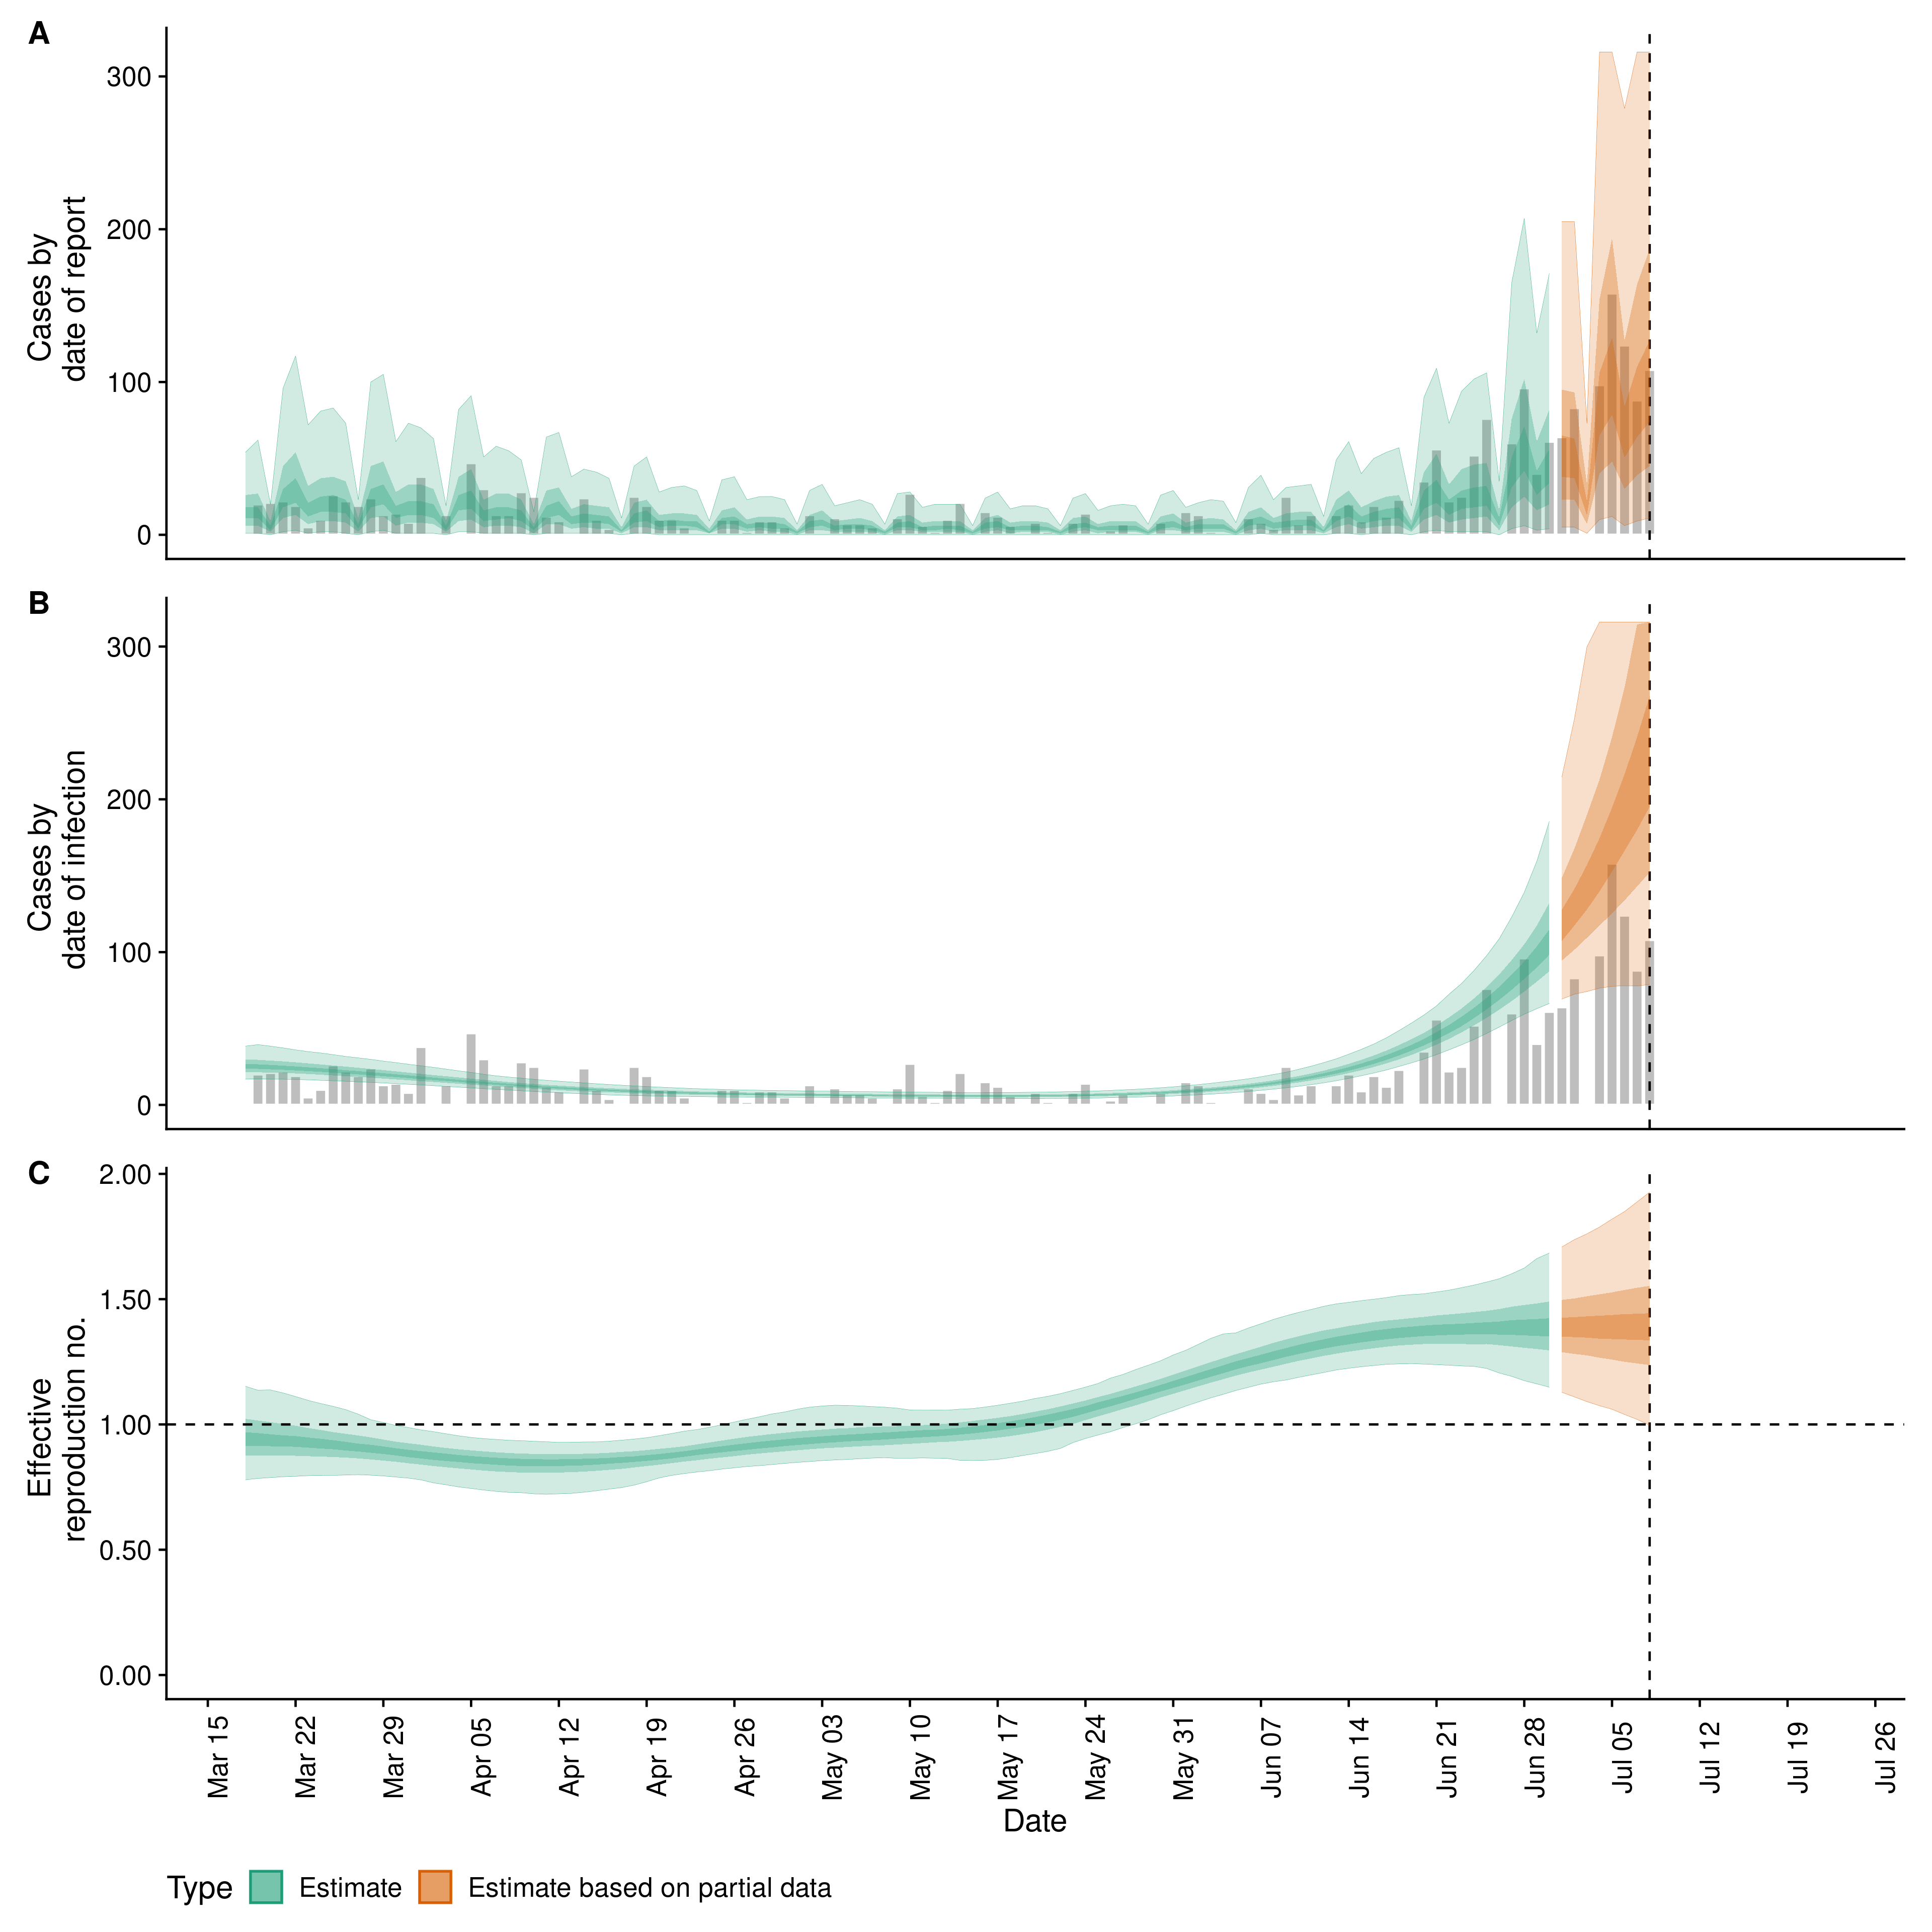 A
Cases by
date of report
300
200
100
0
B
Cases by
date of infection
300
200
100
0
C
Effective
reproduction no.
2.00
1.50
1.00
0.50
0.00
Mar 15
Mar 22
Mar 29
Apr 05
Apr 12
Apr 19
Apr 26
May 03
May 10
May 17
May 24
May 31
Jun 07
Jun 14
Jun 21
Jun 28
Jul 05
Jul 12
Jul 19
Jul 26
Date
Type Estimate Estimate based on partial data